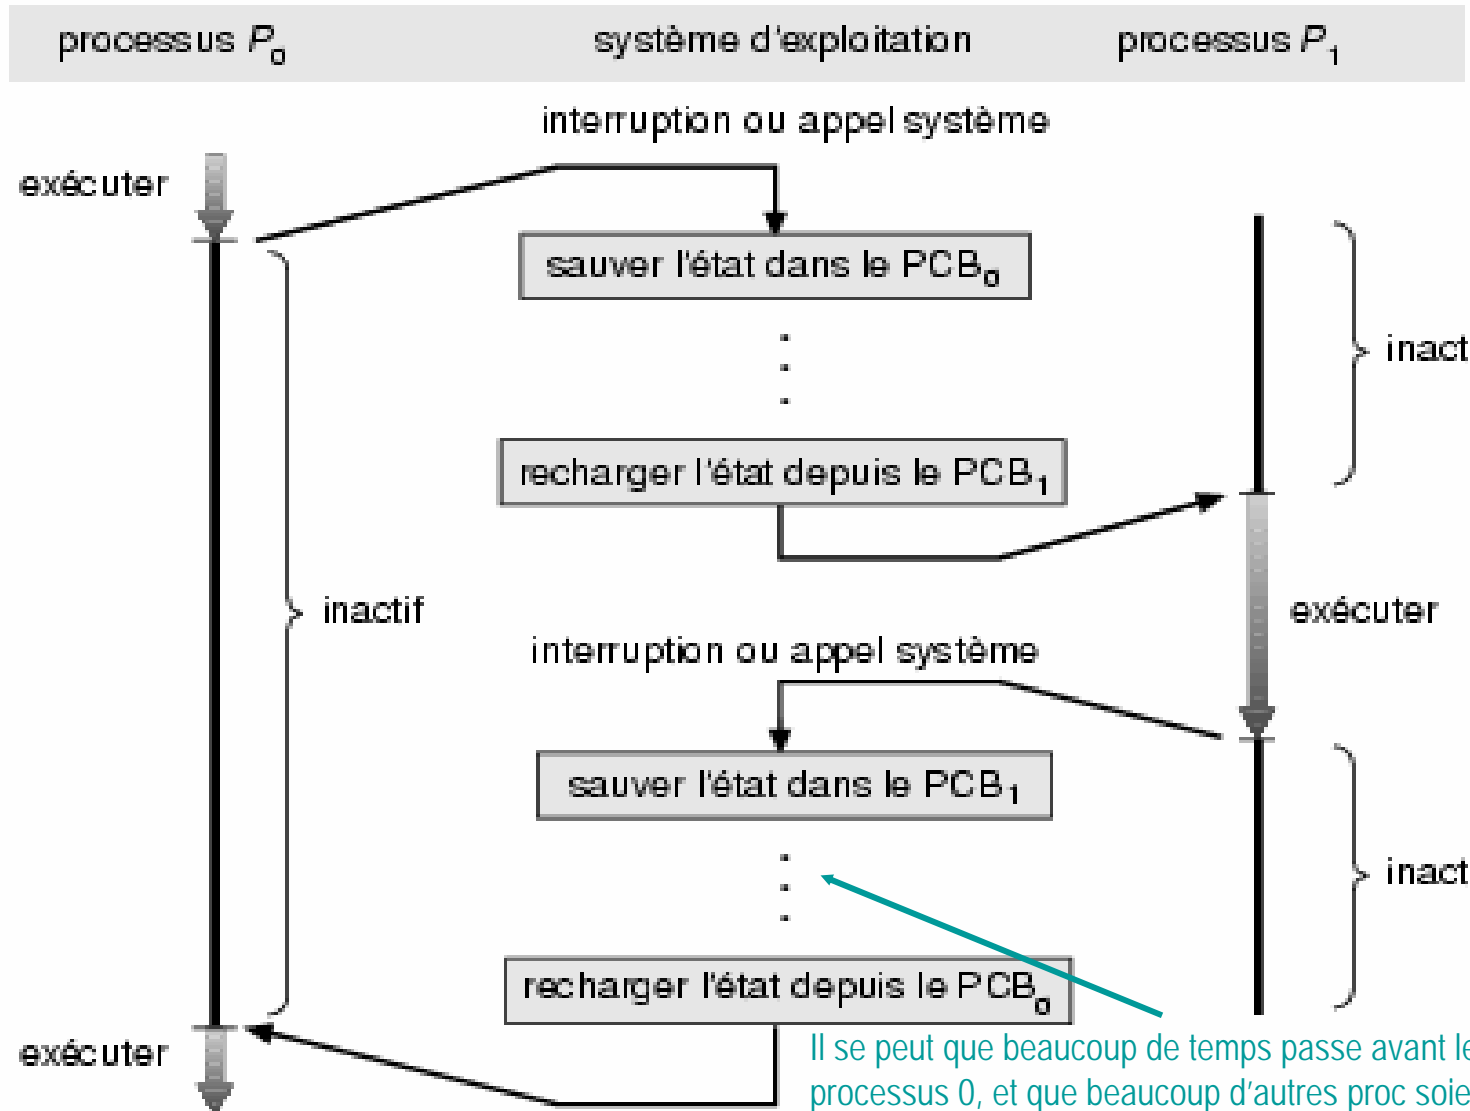 processus P0
système d'exploitation
processus P1
interruption ou appel système
exécuter
sauver l'état dans le PCB0
inact
recharger l'état depuis le PCB1
inactif
exécuter
interruption ou appel système
sauver l'état dans le PCB1
inact
recharger l'état depuis le PCB0
exécuter
Il se peut que beaucoup de temps passe avant le
processus 0, et que beaucoup d'autres proc soie